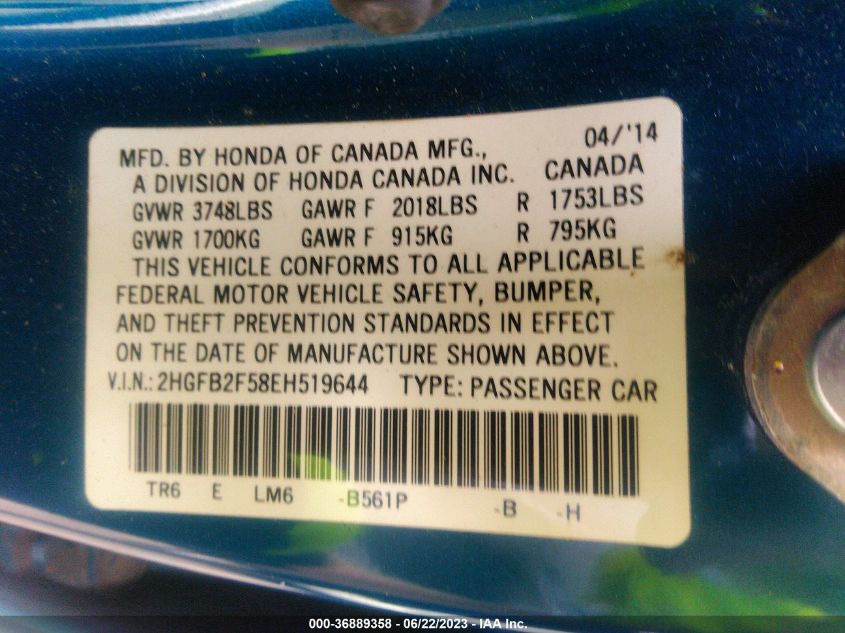 04/'14
MFD. BY HONDA OF CANADA MFG.,
A DIVISION OF HONDA CANADA INC. CANADA
GVWR 3748LBS GAWR F 2018LBS R 1753LBS
GVWR 1700KG GAWR F 915KG R 795KG
THIS VEHICLE CONFORMS TO ALL APPLICABLE
FEDERAL MOTOR VEHICLE SAFETY, BUMPER,
AND THEFT PREVENTION STANDARDS IN EFFECT
ON THE DATE OF MANUFACTURE SHOWN ABOVE.
V.I.N.: 2HGFB2F58EH519644 TYPE: PASSENGER CAR
TR6 E LM6 -B561P -B -H
000-36889358 - 06/22/2023 - IAA Inc.